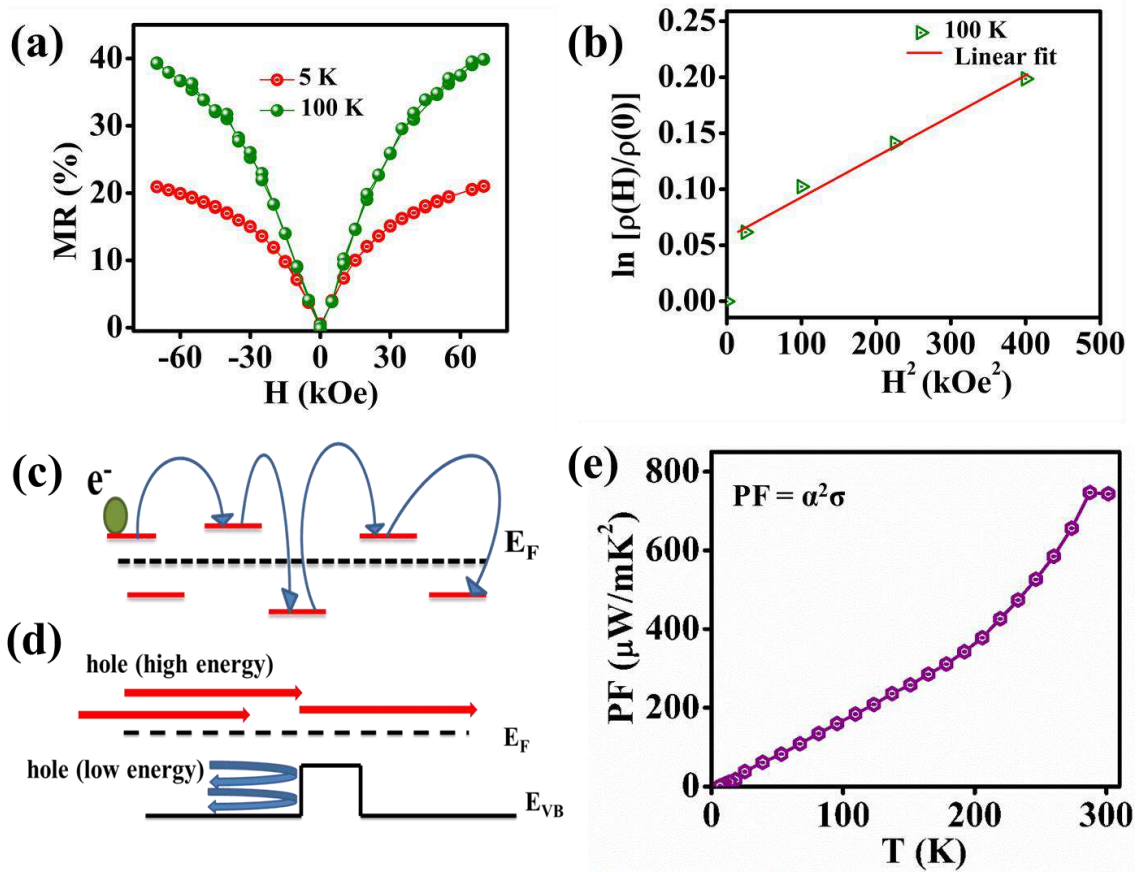 (a)
MR (%)
40
30
20
10
0
5 K
100 K
-60
-30
0
30
60
H (kOe)
(b)
ln [ρ(H)/ρ(0)]
0.25
0.20
0.15
0.10
0.05
0.00
100 K
Linear fit
0
100
200
300
400
500
H² (kOe²)
(c)
e⁻
E_F
(d)
hole (high energy)
E_F
hole (low energy)
E_VB
(e)
PF (μW/mK²)
800
600
400
200
0
PF = α²σ
0
100
200
300
T (K)